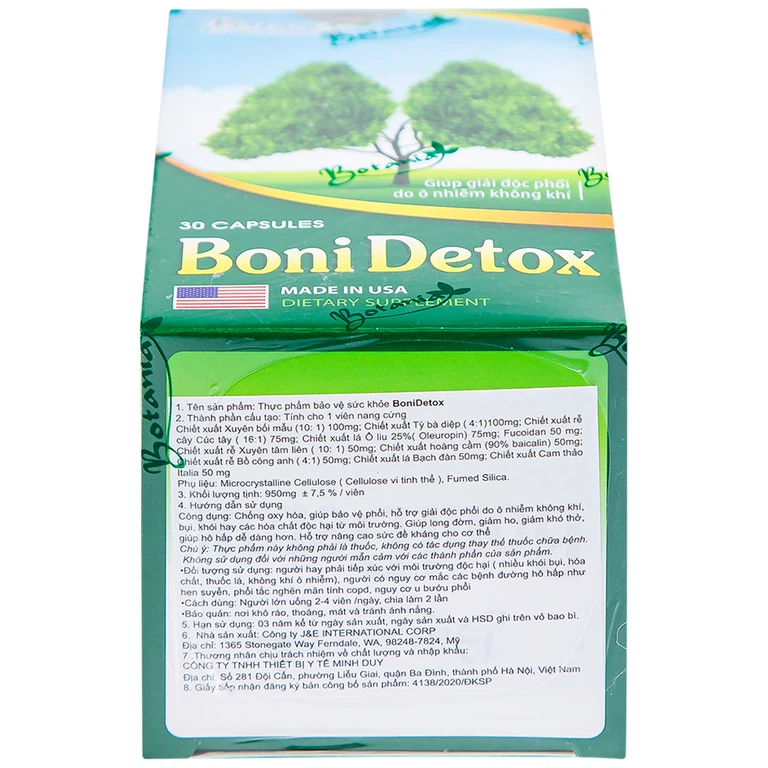 Botania
Botania
Botania
Giúp giải độc phổi
do ô nhiễm không khí
30 CAPSULES
Boni Detox
MADE IN USA
DIETARY SUPPLEMENT
Botania
Botania
Botania
1. Tên sản phẩm: Thực phẩm bảo vệ sức khỏe BoniDetox
2. Thành phần cấu tạo: Tính cho 1 viên nang cứng
Chiết xuất Xuyên bối mẫu (10: 1) 100mg; Chiết xuất Tỳ bà diệp ( 4:1)100mg; Chiết xuất rễ
cây Cúc tây ( 16:1) 75mg; Chiết xuất lá Ô liu 25%( Oleuropin) 75mg; Fucoidan 50 mg;
Chiết xuất rễ Xuyên tâm liên ( 10: 1) 50mg; Chiết xuất hoàng cầm (90% baicalin) 50mg;
Chiết xuất rễ Bồ công anh ( 4:1) 50mg; Chiết xuất lá Bạch đàn 50mg; Chiết xuất Cam thảo
Italia 50 mg
Phụ liệu: Microcrystalline Cellulose ( Cellulose vi tinh thể ), Fumed Silica.
3. Khối lượng tịnh: 950mg ± 7,5 % / viên
4. Hướng dẫn sử dụng
Công dụng: Chống oxy hóa, giúp bảo vệ phổi, hỗ trợ giải độc phổi do ô nhiễm không khí,
bụi, khói hay các hóa chất độc hại từ môi trường. Giúp long đờm, giảm ho, giảm khó thở,
giúp hô hấp dễ dàng hơn. Hỗ trợ nâng cao sức đề kháng cho cơ thể
Chú ý: Thực phẩm này không phải là thuốc, không có tác dụng thay thế thuốc chữa bệnh.
Không sử dụng đối với những người mẫn cảm với các thành phần của sản phẩm.
•Đối tượng sử dụng: người hay phải tiếp xúc với môi trường độc hại ( nhiều khói bụi, hóa
chất, thuốc lá, không khí ô nhiễm), người có nguy cơ mắc các bệnh đường hô hấp như
hen suyễn, phổi tắc nghẽn mãn tính copd, nguy cơ u bướu phổi
•Cách dùng: Người lớn uống 2-4 viên /ngày, chia làm 2 lần
•Bảo quản: nơi khô ráo, thoáng, mát và tránh ánh nắng.
5. Hạn sử dụng: 03 năm kể từ ngày sản xuất, ngày sản xuất và HSD ghi trên vỏ bao bì.
6. Nhà sản xuất: Công ty J&E INTERNATIONAL CORP
Địa chỉ: 1365 Stonegate Way Ferndale, WA, 98248-7824, Mỹ
7. Thương nhân chịu trách nhiệm về chất lượng và nhập khẩu:
CÔNG TY TNHH THIẾT BỊ Y TẾ MINH DUY
Địa chỉ: Số 281 Đội Cấn, phường Liễu Giai, quận Ba Đình, thành phố Hà Nội, Việt Nam
8. Giấy tiếp nhận đăng ký bản công bố sản phẩm: 4138/2020/ĐKSP